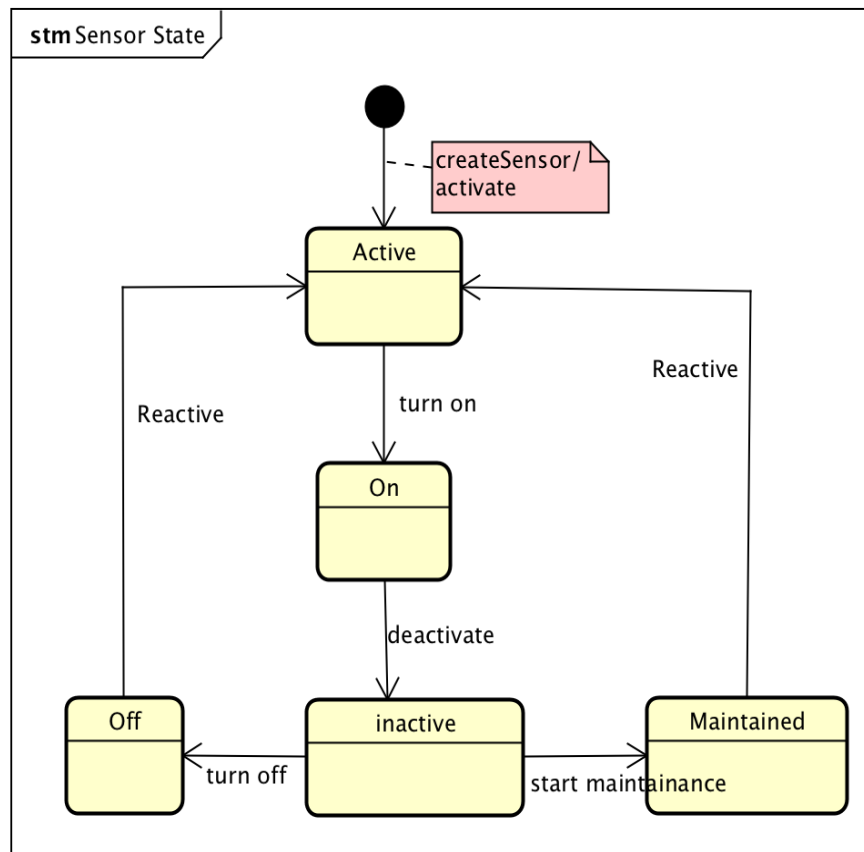 stm Sensor State
createSensor/
activate
Active
Reactive
turn on
Reactive
On
deactivate
Off
inactive
Maintained
turn off
start maintainance